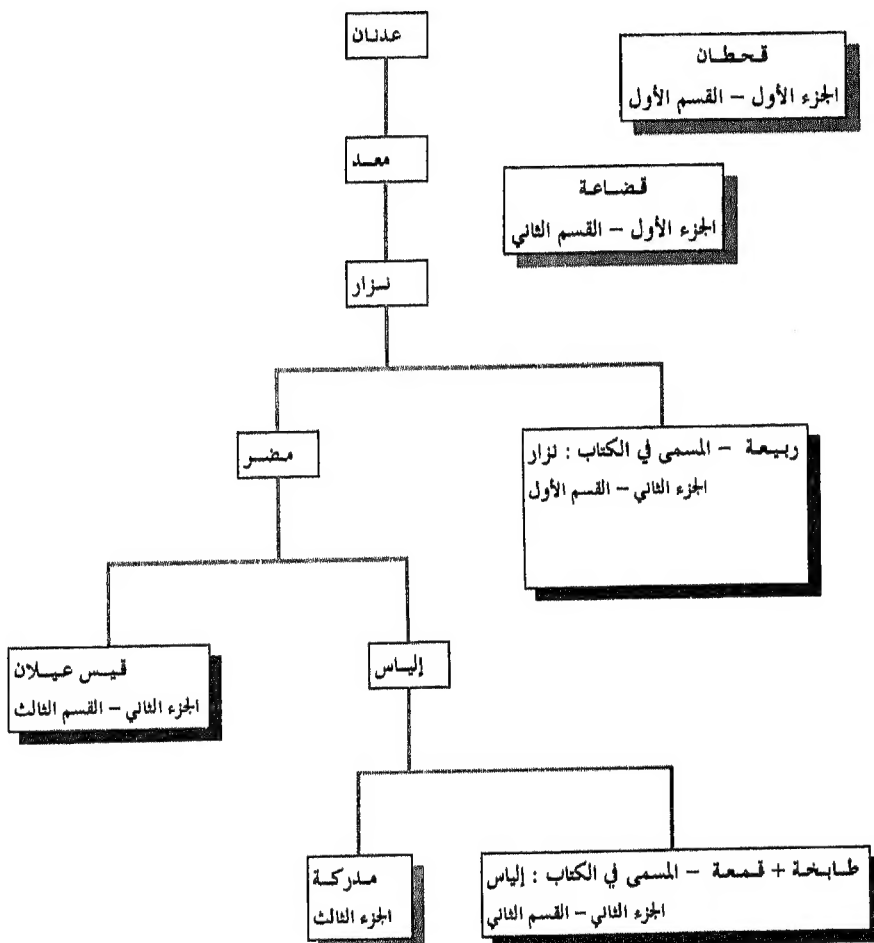 عدنان
قحطان
الجزء الأول – القسم الأول
معد
قضاعة
الجزء الأول – القسم الثاني
نزار
مضر
ربيعة – المسمى في الكتاب : نزار
الجزء الثاني – القسم الأول
إلياس
قيس عيلان
الجزء الثاني – القسم الثالث
طابخة + قمعة – المسمى في الكتاب : إلياس
الجزء الثاني – القسم الثاني
مدركة
الجزء الثالث